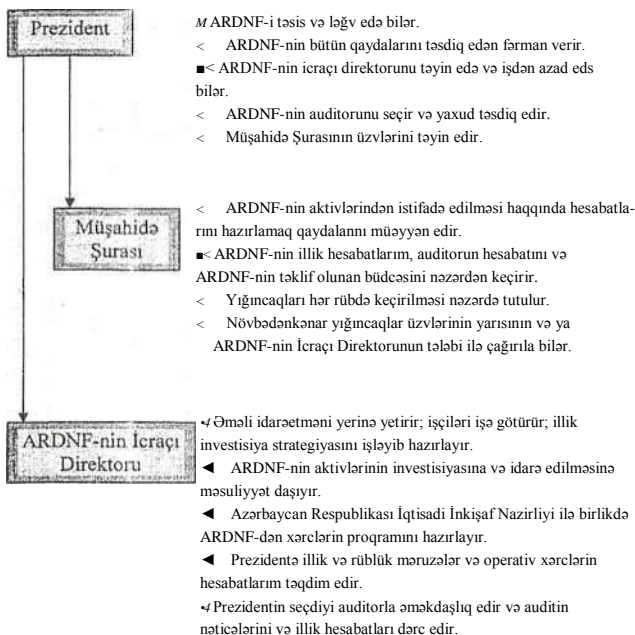 Prezident
M ARDNF-i təsis və ləğv edə bilər.
< ARDNF-nin bütün qaydalarını təsdiq edən fərman verir.
■< ARDNF-nin icraçı direktorunu təyin edə və işdən azad eds
bilər.
< ARDNF-nin auditorunu seçir və yaxud təsdiq edir.
< Müşahidə Şurasının üzvlərini təyin edir.
Müşahidə
Şurası
< ARDNF-nin aktivlərindən istifadə edilməsi haqqında hesabatla-
rını hazırlamaq qaydalannı müəyyən edir.
■< ARDNF-nin illik hesabatlarım, auditorun hesabatını və
ARDNF-nin təklif olunan büdcəsini nəzərdən keçirir.
< Yığıncaqları hər rübdə keçirilməsi nəzərdə tutulur.
< Növbədənkənar yığıncaqlar üzvlərinin yarısının və ya
ARDNF-nin İcraçı Direktorunun tələbi ilə çağırıla bilər.
ARDNF-nin İcraçı
Direktoru
•4 Əməli idarəetməni yerinə yetirir; işçiləri işə götürür; illik
investisiya strategiyasını işləyib hazırlayır.
◄ ARDNF-nin aktivlərinin investisiyasına və idarə edilməsinə
məsuliyyət daşıyır.
◄ Azərbaycan Respublikası İqtisadi İnkişaf Nazirliyi ilə birlikdə
ARDNF-dən xərclərin proqramını hazırlayır.
◄ Prezidentə illik və rüblük məruzələr və operativ xərclərin
hesabatlarım təqdim edir.
•4 Prezidentin seçdiyi auditorla əməkdaşlıq edir və auditin
nəticələrini və illik hesabatları dərc edir.